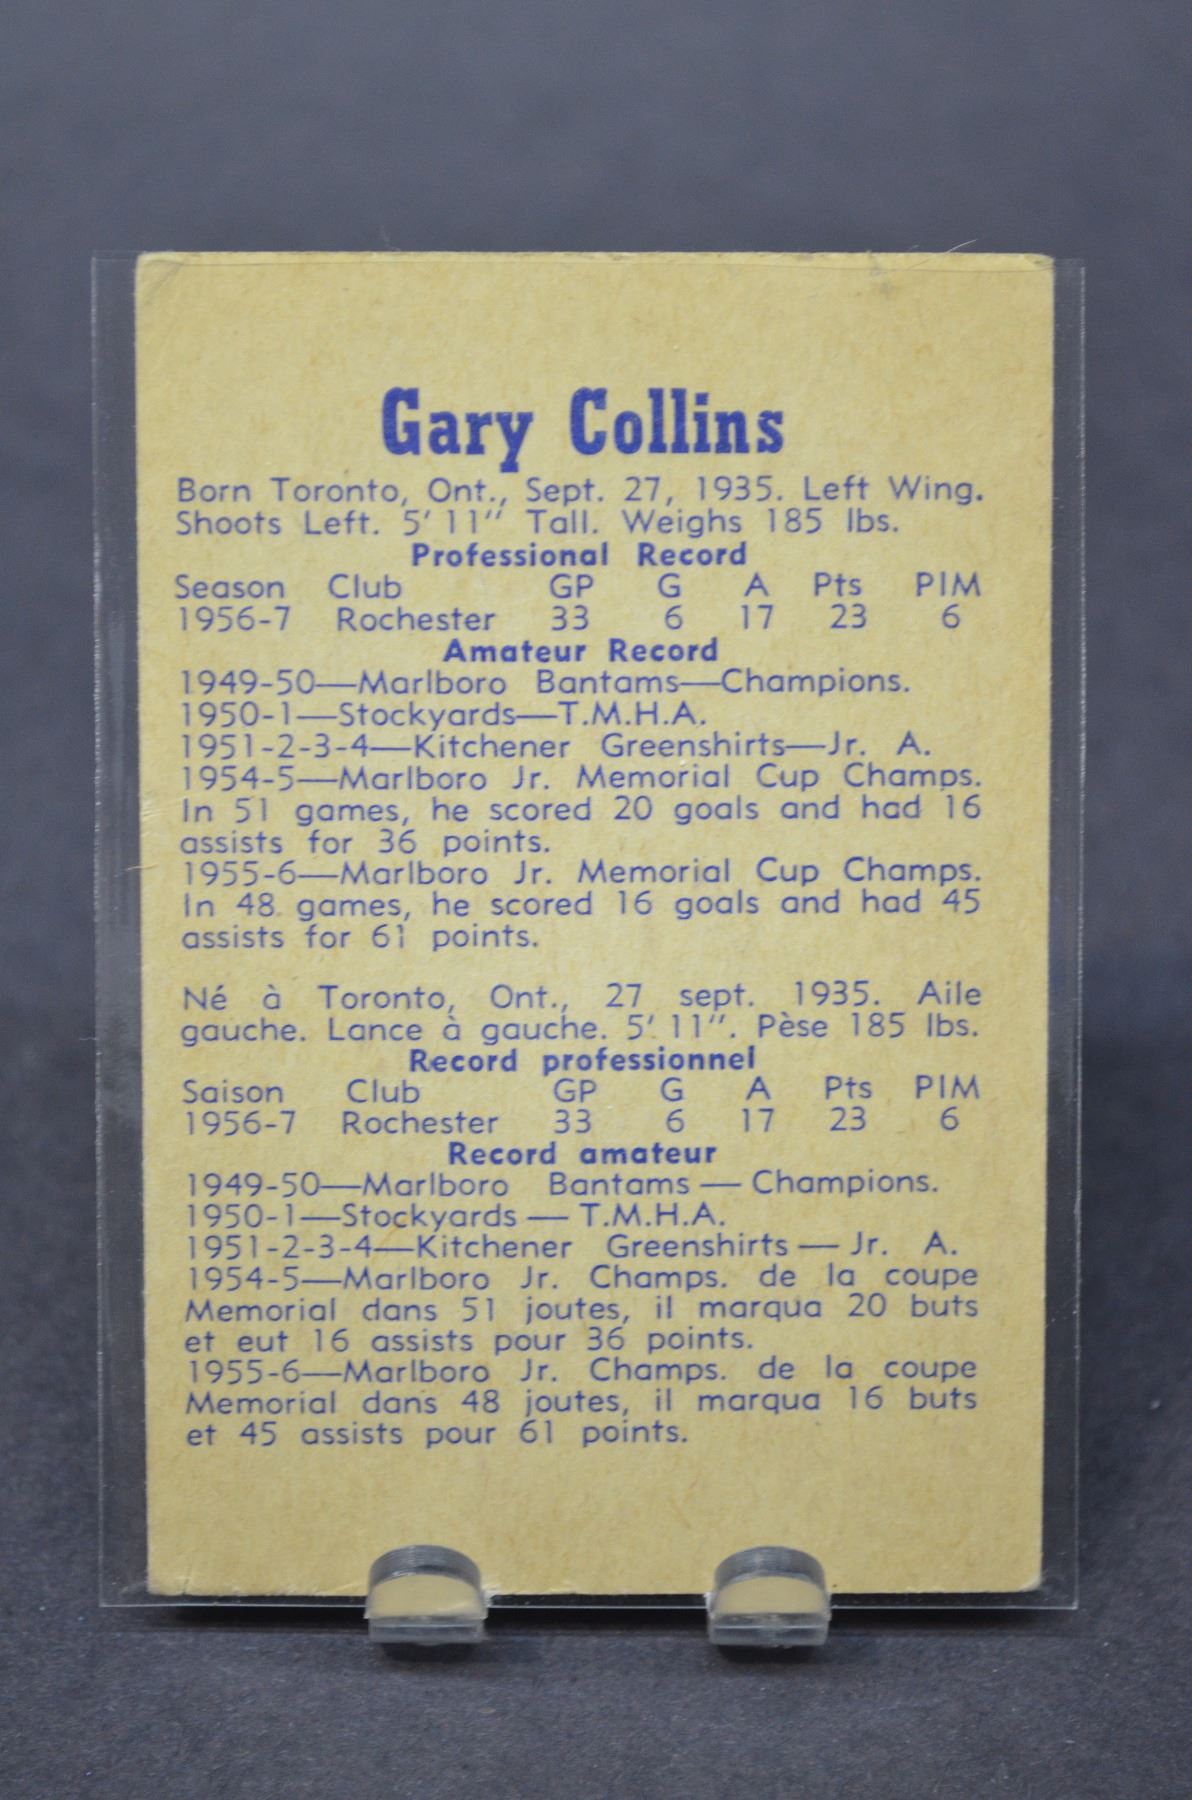 Gary Collins
Born Toronto, Ont., Sept. 27, 1935. Left Wing.
Shoots Left. 5' 11" Tall. Weighs 185 lbs.
Professional Record
Season Club GP G A Pts PIM
1956-7 Rochester 33 6 17 23 6
Amateur Record
1949-50—Marlboro Bantams—Champions.
1950-1—Stockyards—T.M.H.A.
1951-2-3-4—Kitchener Greenshirts—Jr. A.
1954-5—Marlboro Jr. Memorial Cup Champs.
In 51 games, he scored 20 goals and had 16
assists for 36 points.
1955-6—Marlboro Jr. Memorial Cup Champs.
In 48 games, he scored 16 goals and had 45
assists for 61 points.
Né à Toronto, Ont., 27 sept. 1935. Aile
gauche. Lance à gauche. 5' 11". Pèse 185 lbs.
Record professionnel
Saison Club GP G A Pts PIM
1956-7 Rochester 33 6 17 23 6
Record amateur
1949-50—Marlboro Bantams — Champions.
1950-1—Stockyards — T.M.H.A.
1951-2-3-4—Kitchener Greenshirts — Jr. A.
1954-5—Marlboro Jr. Champs. de la coupe
Memorial dans 51 joutes, il marqua 20 buts
et eut 16 assists pour 36 points.
1955-6—Marlboro Jr. Champs. de la coupe
Memorial dans 48 joutes, il marqua 16 buts
et 45 assists pour 61 points.